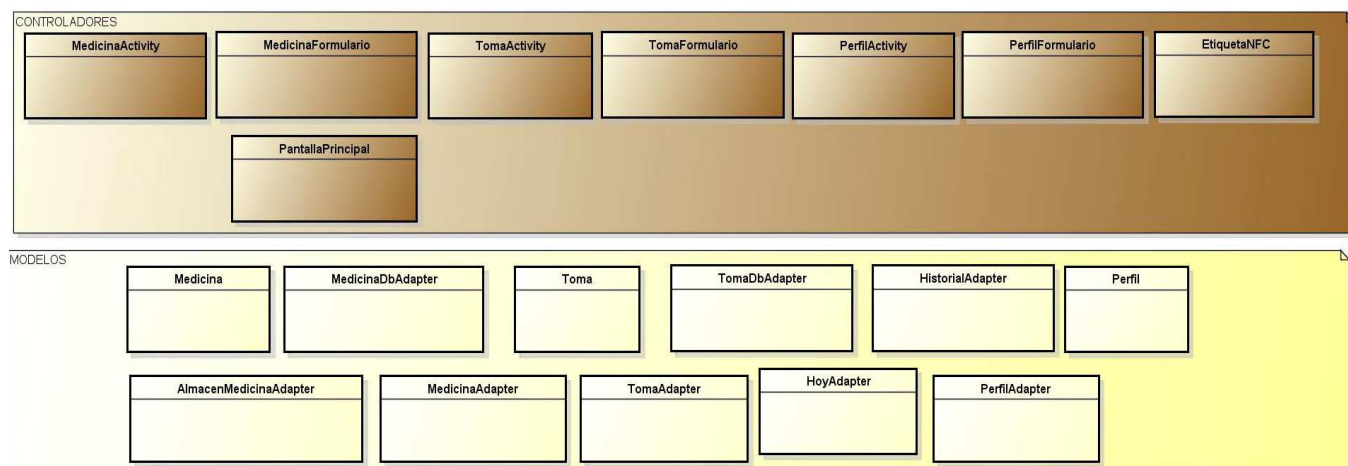 CONTROLADORES
MedicinaActivity
MedicinaFormulario
TomaActivity
TomaFormulario
PerfilActivity
PerfilFormulario
EtiquetaNFC
PantallaPrincipal
MODELOS
Medicina
MedicinaDbAdapter
Toma
TomaDbAdapter
HistorialAdapter
Perfil
AlmacenMedicinaAdapter
MedicinaAdapter
TomaAdapter
HoyAdapter
PerfilAdapter